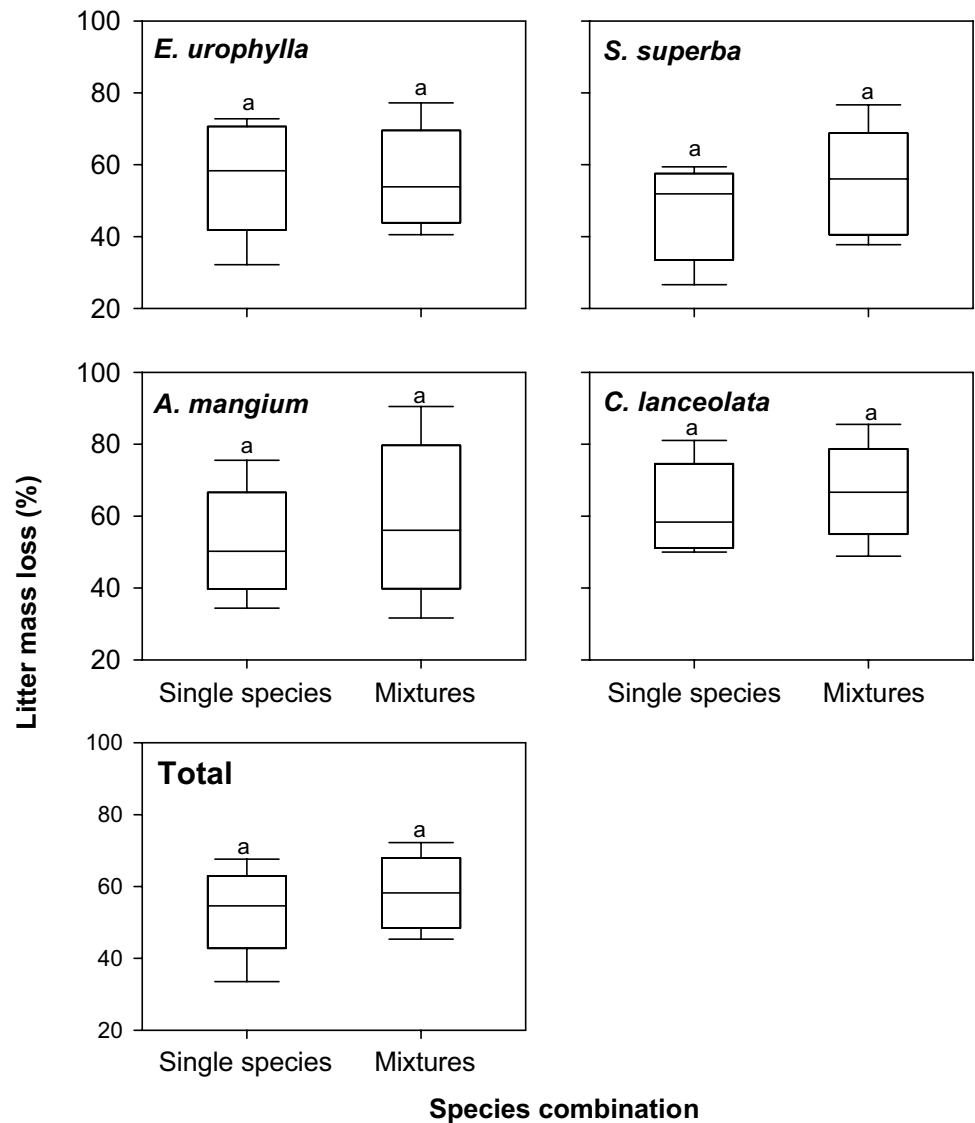 100
80
60
40
20
E. urophylla
a
a
S. superba
a
a
100
80
60
40
20
A. mangium
a
a
C. lanceolata
a
a
Single species
Mixtures
Single species
Mixtures
Litter mass loss (%)
100
80
60
40
20
Total
a
a
Single species
Mixtures
Species combination